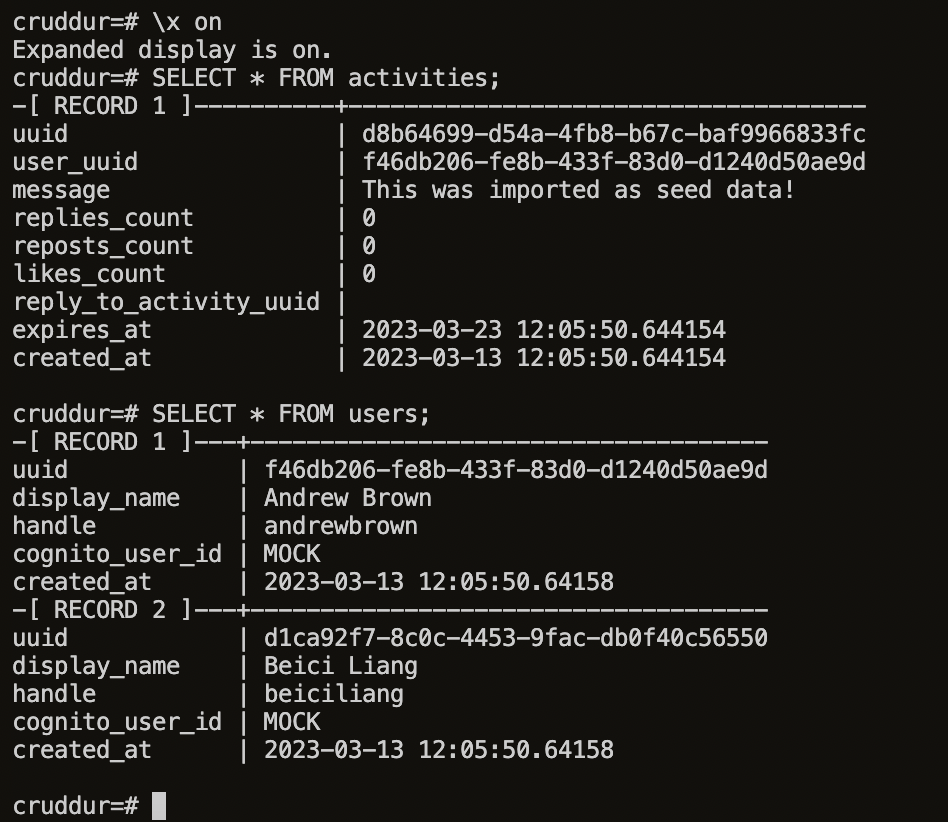 cruddur=# \x on
Expanded display is on.
cruddur=# SELECT * FROM activities;
-[ RECORD 1 ]----------+-------------------------------------
uuid                   | d8b64699-d54a-4fb8-b67c-baf9966833fc
user_uuid              | f46db206-fe8b-433f-83d0-d1240d50ae9d
message                | This was imported as seed data!
replies_count          | 0
reposts_count          | 0
likes_count            | 0
reply_to_activity_uuid |
expires_at             | 2023-03-23 12:05:50.644154
created_at             | 2023-03-13 12:05:50.644154
cruddur=# SELECT * FROM users;
-[ RECORD 1 ]---+-------------------------------------
uuid            | f46db206-fe8b-433f-83d0-d1240d50ae9d
display_name    | Andrew Brown
handle          | andrewbrown
cognito_user_id | MOCK
created_at      | 2023-03-13 12:05:50.64158
-[ RECORD 2 ]---+-------------------------------------
uuid            | d1ca92f7-8c0c-4453-9fac-db0f40c56550
display_name    | Beici Liang
handle          | beiciliang
cognito_user_id | MOCK
created_at      | 2023-03-13 12:05:50.64158
cruddur=#